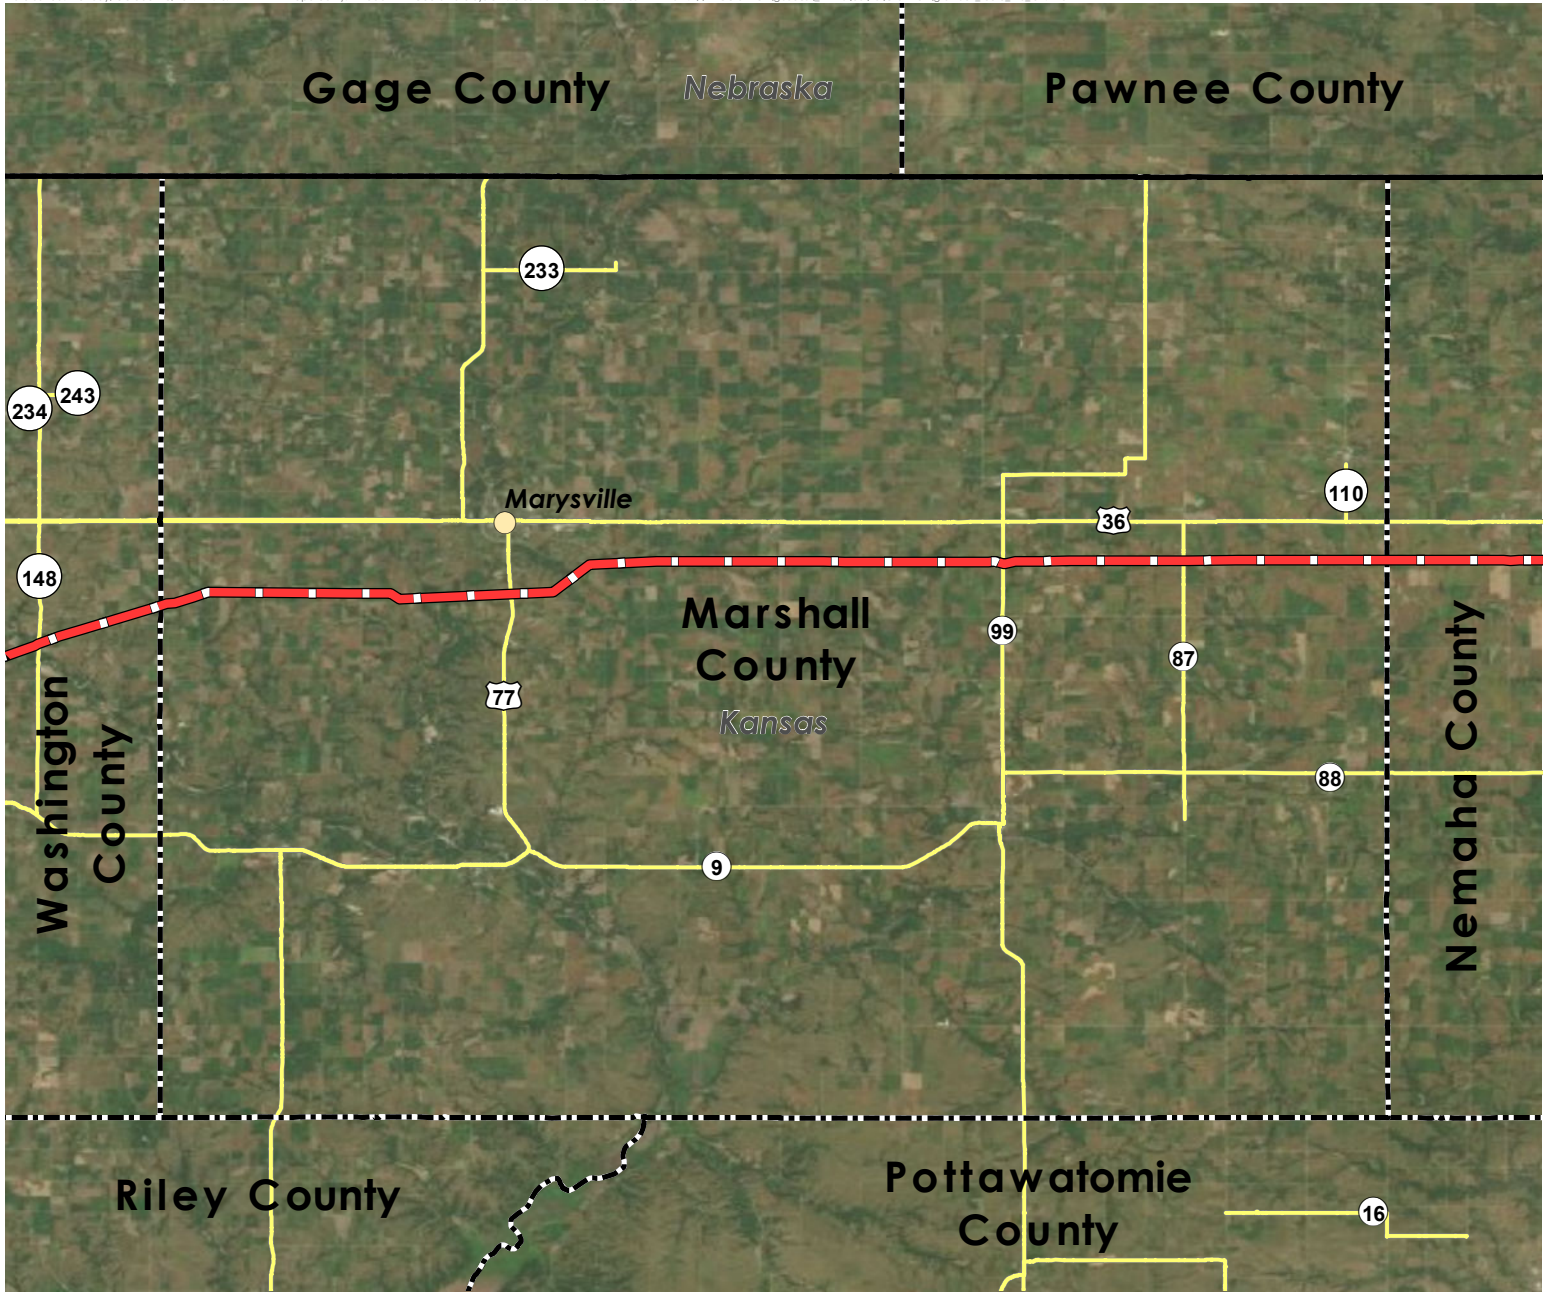 Gage County
Nebraska
Pawnee County
233
243
234
110
Marysville
36
148
Marshall
County
99
87
77
Kansas
Washington
County
Nemaha County
88
9
Riley County
Pottawatomie
County
16